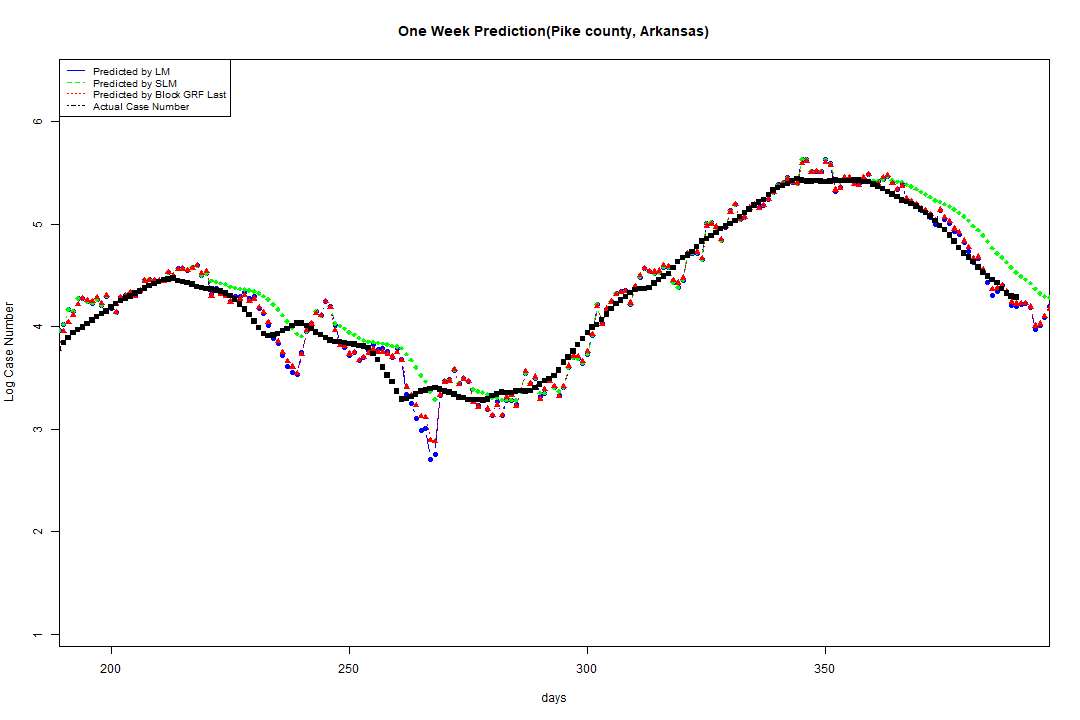 One Week Prediction(Pike county, Arkansas)
Predicted by LM
Predicted by SLM
Predicted by Block GRF Last
Actual Case Number
6
5
4
3
2
1
Log Case Number
200 250 300 350
days